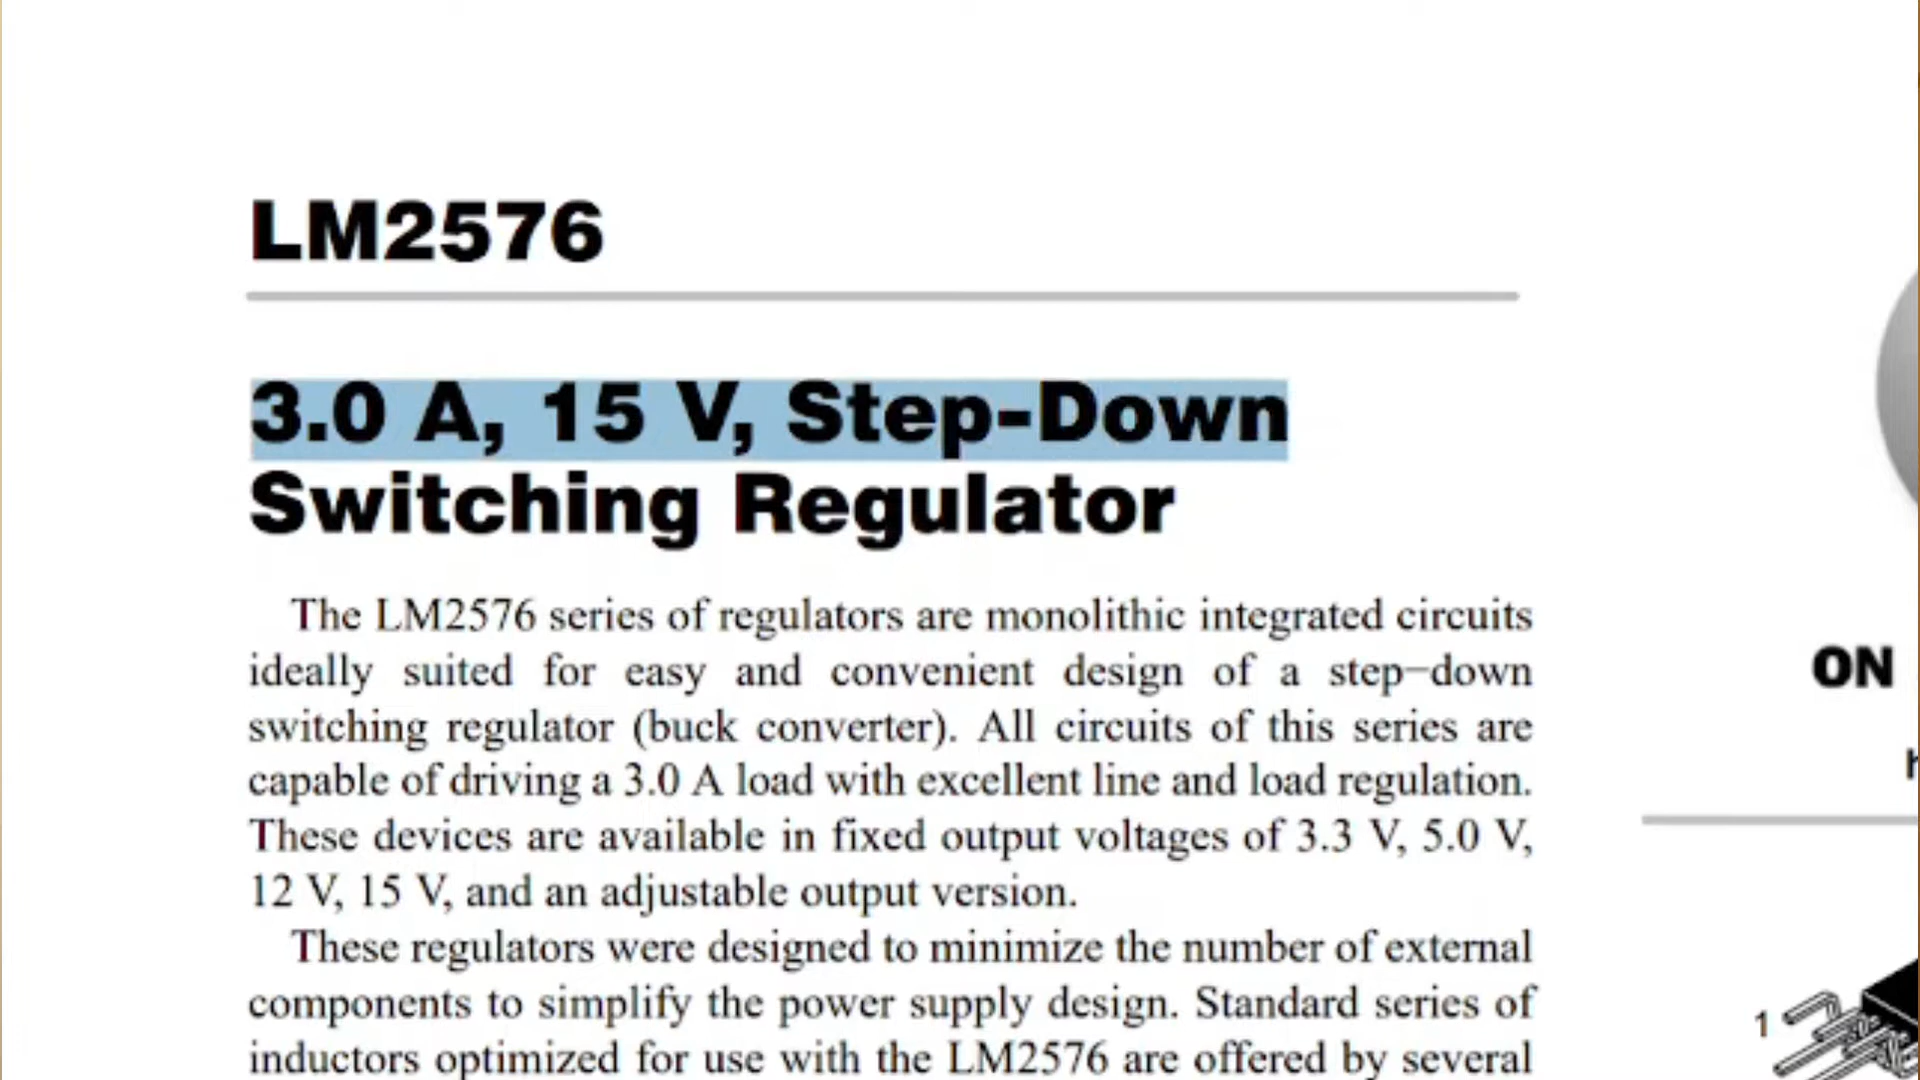 LM2576
3.0 A, 15 V, Step-Down
Switching Regulator
The LM2576 series of regulators are monolithic integrated circuits
ideally suited for easy and convenient design of a step−down
switching regulator (buck converter). All circuits of this series are
capable of driving a 3.0 A load with excellent line and load regulation.
These devices are available in fixed output voltages of 3.3 V, 5.0 V,
12 V, 15 V, and an adjustable output version.
These regulators were designed to minimize the number of external
components to simplify the power supply design. Standard series of
inductors optimized for use with the LM2576 are offered by several
ON
1